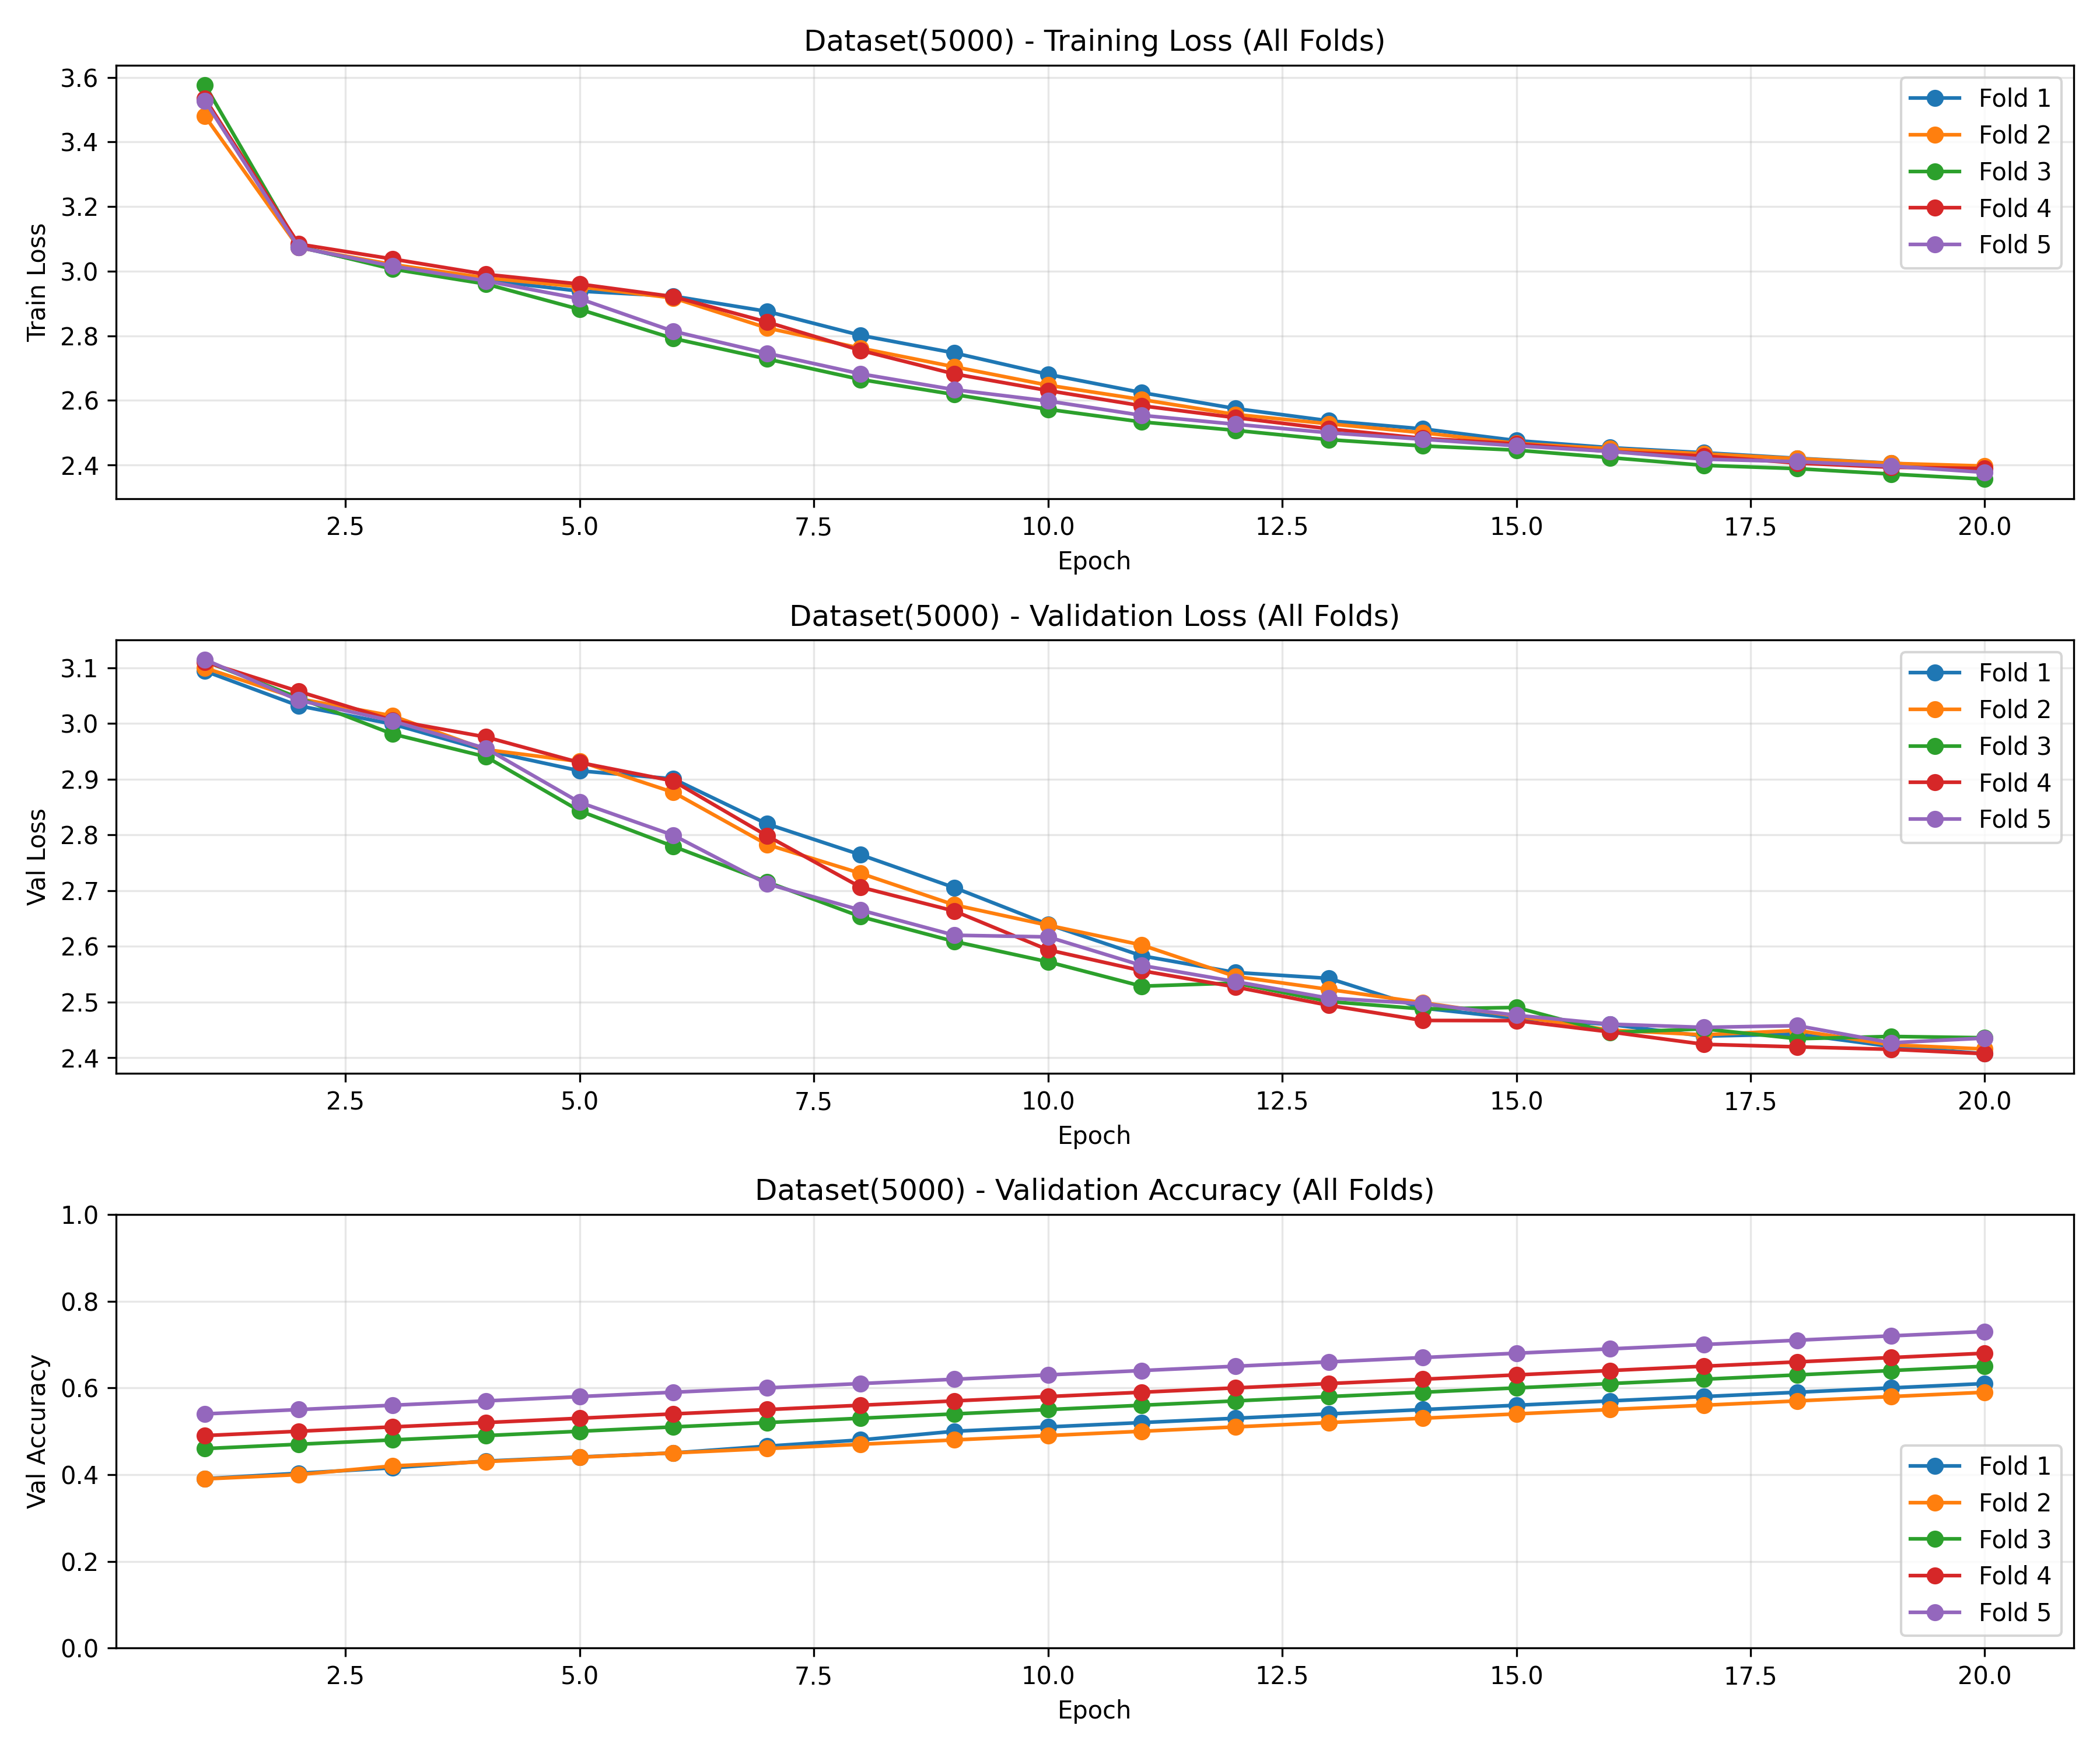 Dataset(5000) - Training Loss (All Folds)
3.6
3.4
3.2
3.0
2.8
2.6
2.4
Train Loss
Fold 1
Fold 2
Fold 3
Fold 4
Fold 5
2.5 5.0 7.5 10.0 12.5 15.0 17.5 20.0
Epoch
Dataset(5000) - Validation Loss (All Folds)
3.1
3.0
2.9
2.8
2.7
2.6
2.5
2.4
Val Loss
Fold 1
Fold 2
Fold 3
Fold 4
Fold 5
2.5 5.0 7.5 10.0 12.5 15.0 17.5 20.0
Epoch
Dataset(5000) - Validation Accuracy (All Folds)
1.0
0.8
0.6
0.4
0.2
0.0
Val Accuracy
Fold 1
Fold 2
Fold 3
Fold 4
Fold 5
2.5 5.0 7.5 10.0 12.5 15.0 17.5 20.0
Epoch